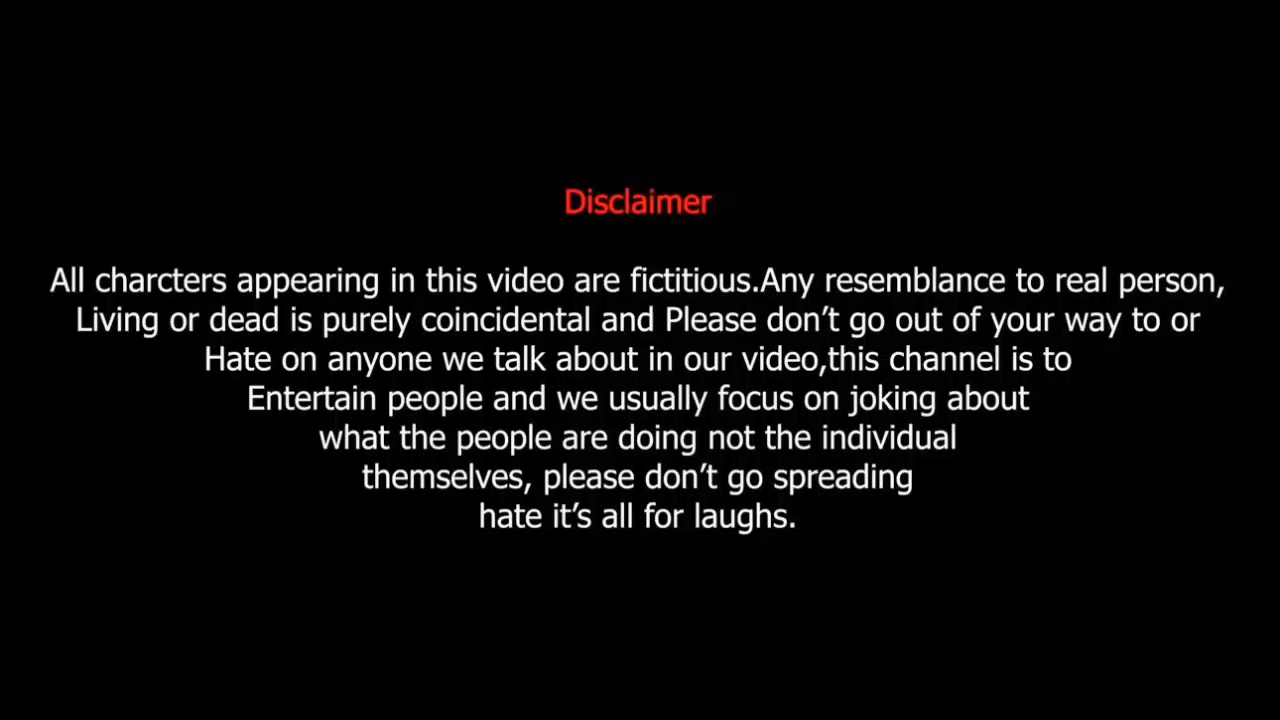 Disclaimer
All charcters appearing in this video are fictitious.Any resemblance to real person,
Living or dead is purely coincidental and Please don’t go out of your way to or
Hate on anyone we talk about in our video,this channel is to
Entertain people and we usually focus on joking about
what the people are doing not the individual
themselves, please don’t go spreading
hate it’s all for laughs.